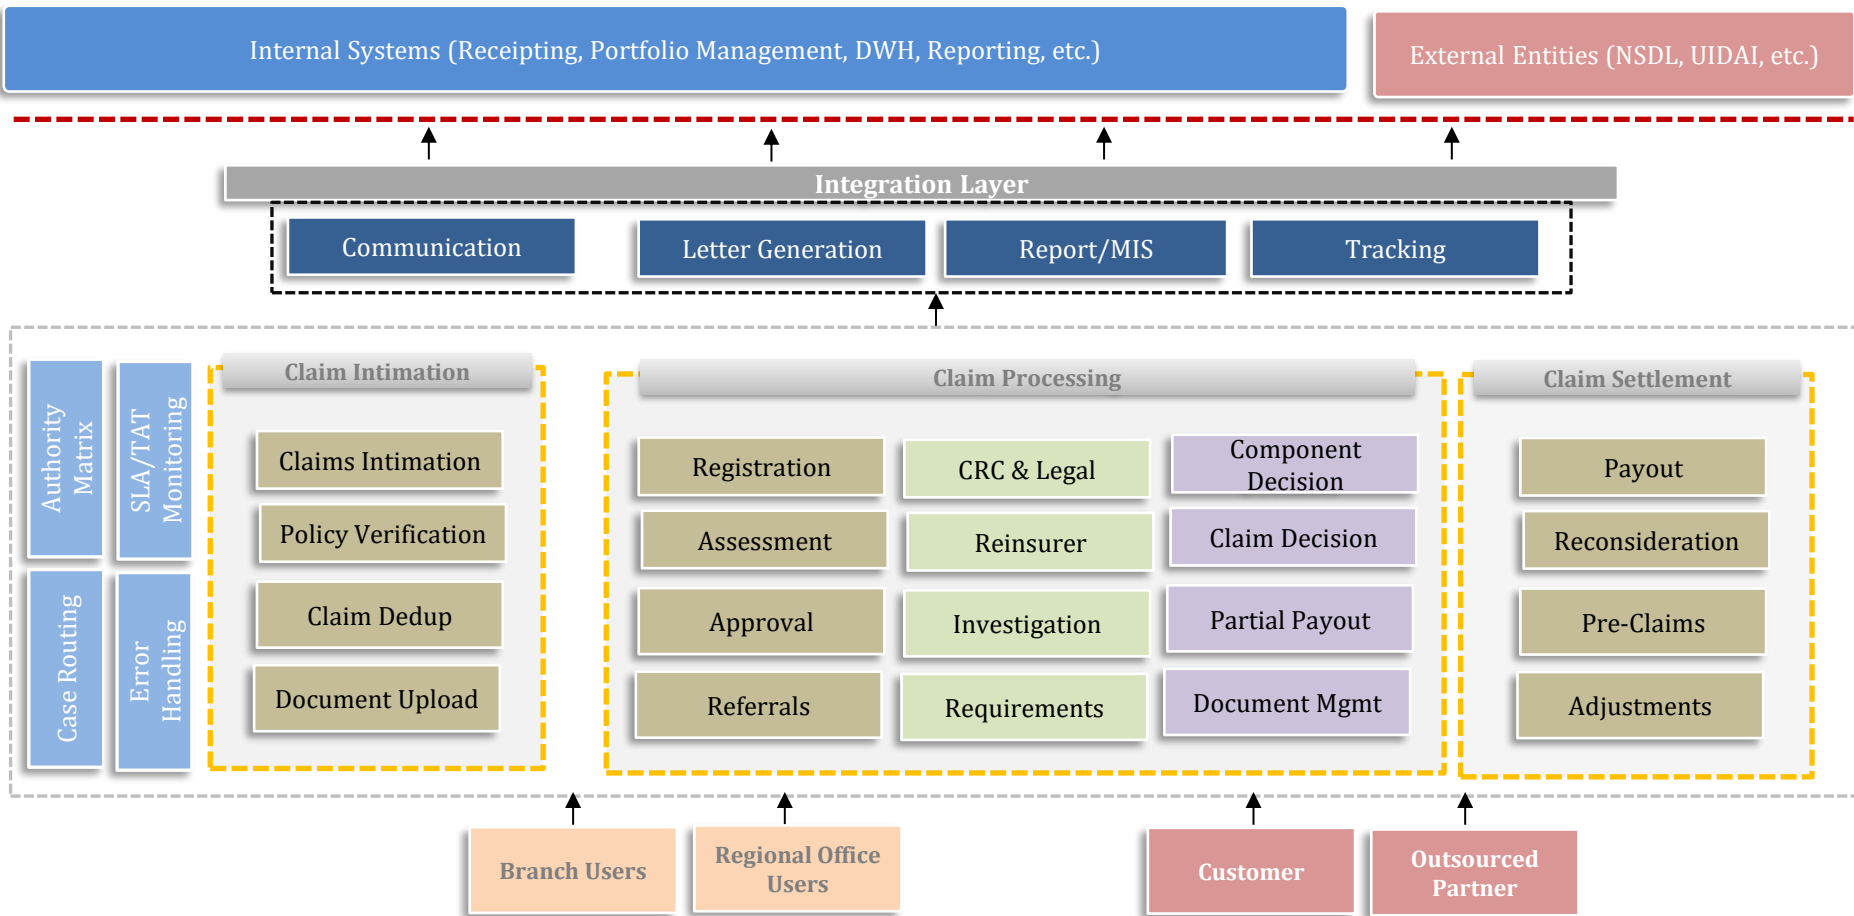 Internal Systems (Receipting, Portfolio Management, DWH, Reporting, etc.)
External Entities (NSDL, UIDAI, etc.)
Integration Layer
Communication
Letter Generation
Report/MIS
Tracking
Authority
Matrix
SLA/TAT
Monitoring
Case Routing
Error
Handling
Claim Intimation
Claims Intimation
Policy Verification
Claim Dedup
Document Upload
Claim Processing
Registration
Assessment
Approval
Referrals
CRC & Legal
Reinsurer
Investigation
Requirements
Component
Decision
Claim Decision
Partial Payout
Document Mgmt
Claim Settlement
Payout
Reconsideration
Pre-Claims
Adjustments
Branch Users
Regional Office
Users
Customer
Outsourced
Partner